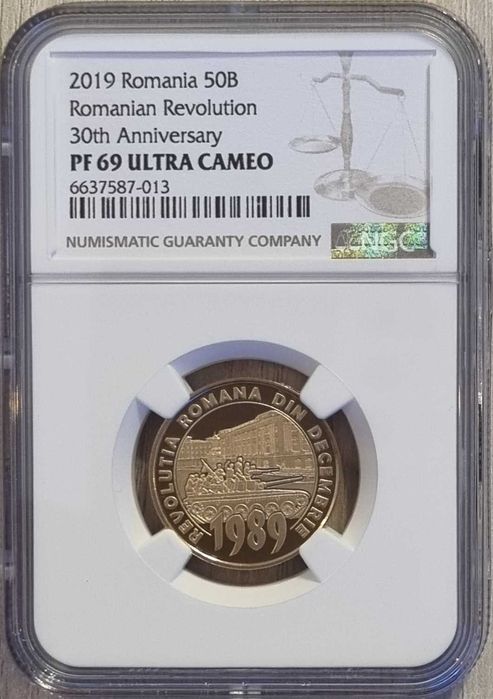 2019 Romania 50B
Romanian Revolution
30th Anniversary
PF 69 ULTRA CAMEO
6637587-013
NUMISMATIC GUARANTY COMPANY
NGC
REVOLUTIA ROMANA DIN DECEMBRIE
1989